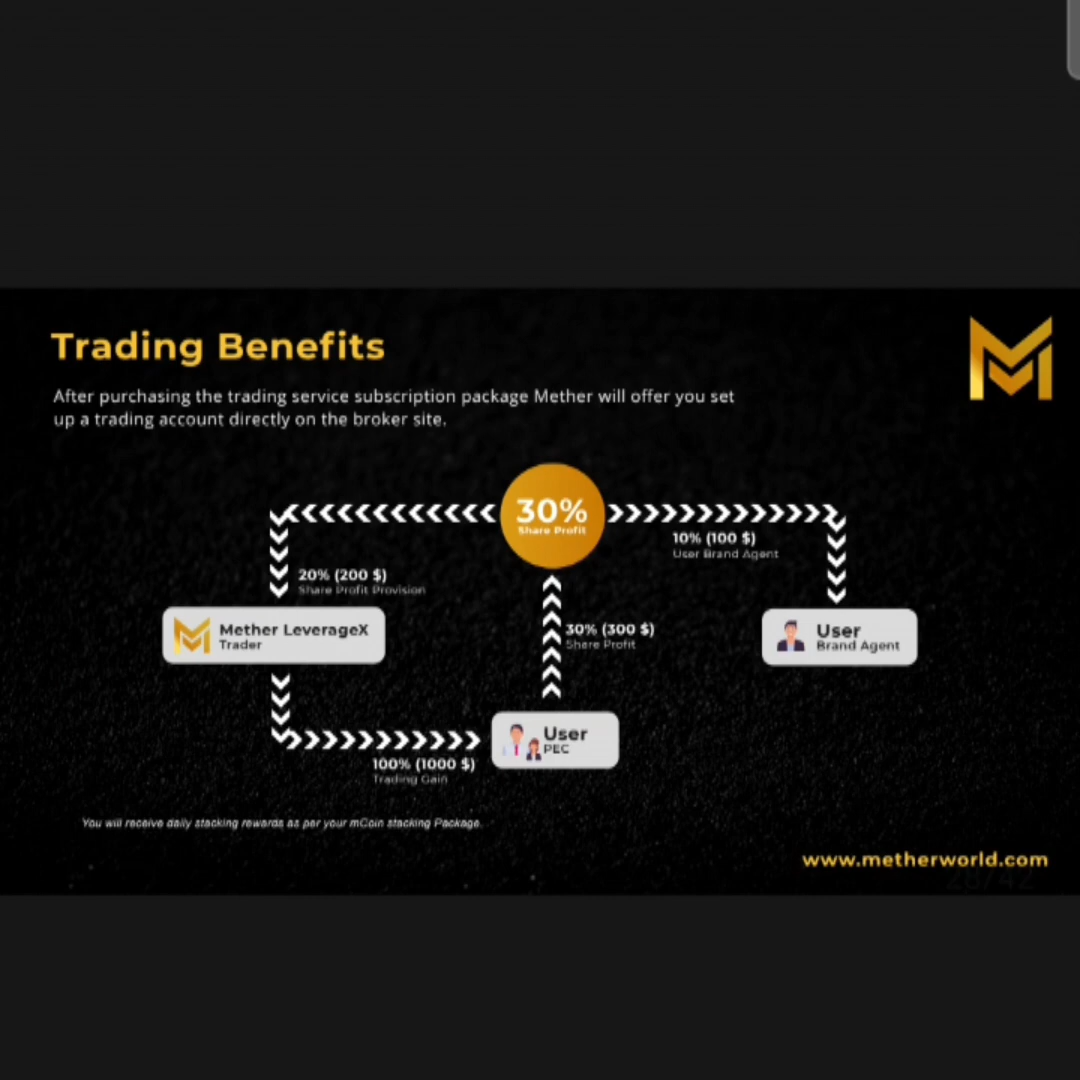 Trading Benefits
After purchasing the trading service subscription package Mether will offer you set
up a trading account directly on the broker site.
30%
Share Profit
10% (100 $)
User Brand Agent
20% (200 $)
Share Profit Provision
Mether LeverageX
Trader
30% (300 $)
Share Profit
User
Brand Agent
User
PEC
100% (1000 $)
Trading Gain
You will receive daily stacking rewards as per your mCoin stacking Package.
www.metherworld.com